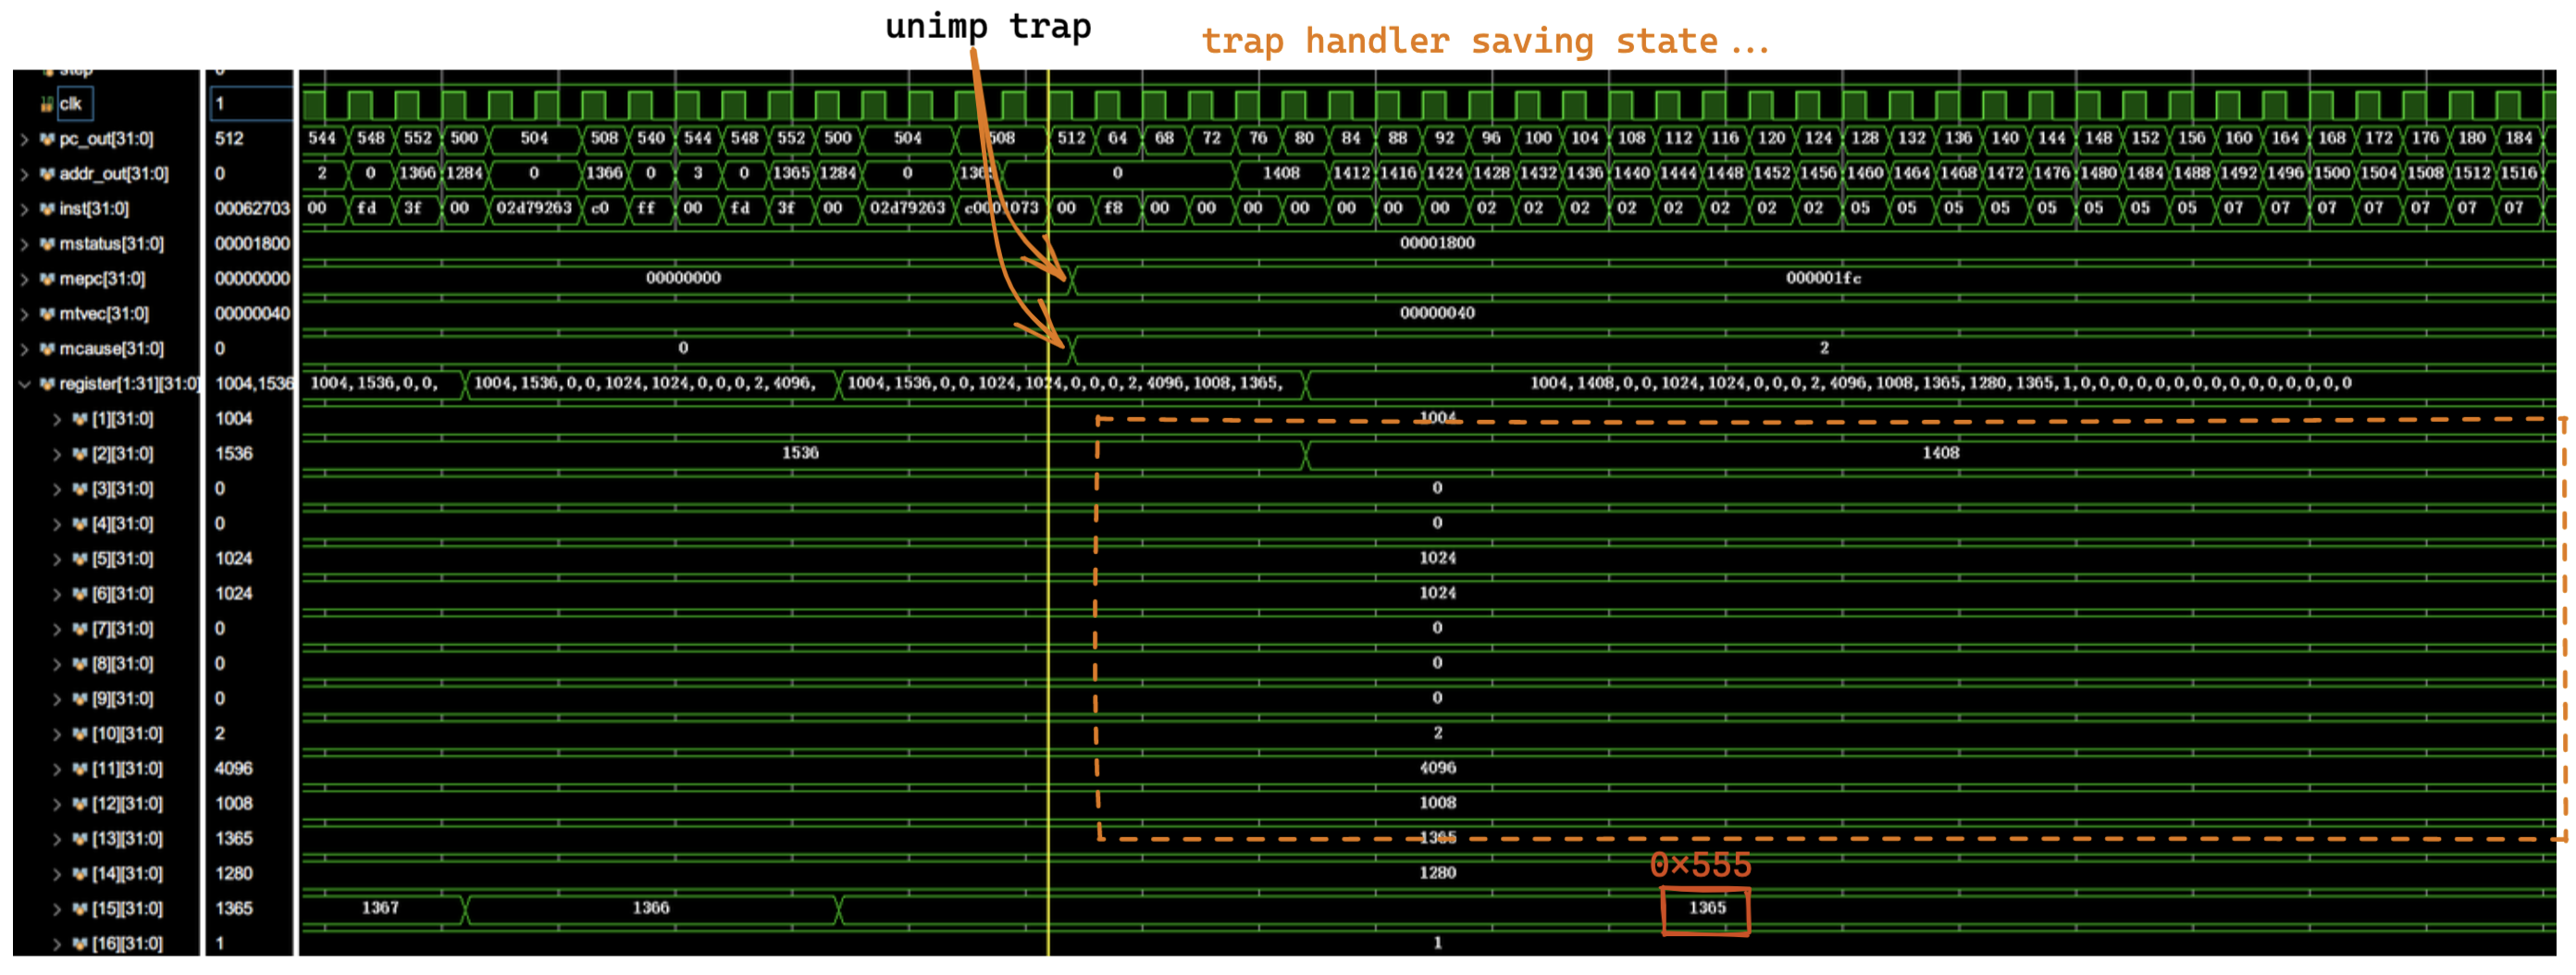 unimp trap
trap handler saving state ...
step 0
clk 1
pc_out[31:0] 512 544 548 552 500 504 508 540 544 548 552 500 504 508 512 64 68 72 76 80 84 88 92 96 100 104 108 112 116 120 124 128 132 136 140 144 148 152 156 160 164 168 172 176 180 184
addr_out[31:0] 0 2 0 1366 1284 0 1366 0 3 0 1365 1284 0 1365 0 1408 1412 1416 1424 1428 1432 1436 1440 1444 1448 1452 1456 1460 1464 1468 1472 1476 1480 1484 1488 1492 1496 1500 1504 1508 1512 1516
inst[31:0] 00062703 00 fd 3f 00 02d79263 c0 ff 00 fd 3f 00 02d79263 c0001073 00 f8 00 00 00 00 00 00 00 02 02 02 02 02 02 02 02 05 05 05 05 05 05 05 05 07 07 07 07 07 07 07
mstatus[31:0] 00001800 00001800
mepc[31:0] 00000000 00000000 000001fc
mtvec[31:0] 00000040 00000040
mcause[31:0] 0 0 2
register[1:31][31:0] 1004,1536 1004,1536,0,0, 1004,1536,0,0,1024,1024,0,0,0,2,4096, 1004,1536,0,0,1024,1024,0,0,0,2,4096,1008,1365, 1004,1408,0,0,1024,1024,0,0,0,2,4096,1008,1365,1280,1365,1,0,0,0,0,0,0,0,0,0,0,0,0,0,0,0
[1][31:0] 1004 1004
[2][31:0] 1536 1536 1408
[3][31:0] 0 0
[4][31:0] 0 0
[5][31:0] 1024 1024
[6][31:0] 1024 1024
[7][31:0] 0 0
[8][31:0] 0 0
[9][31:0] 0 0
[10][31:0] 2 2
[11][31:0] 4096 4096
[12][31:0] 1008 1008
[13][31:0] 1365 1365
0×555
[14][31:0] 1280 1280
[15][31:0] 1365 1367 1366 1365
[16][31:0] 1 1